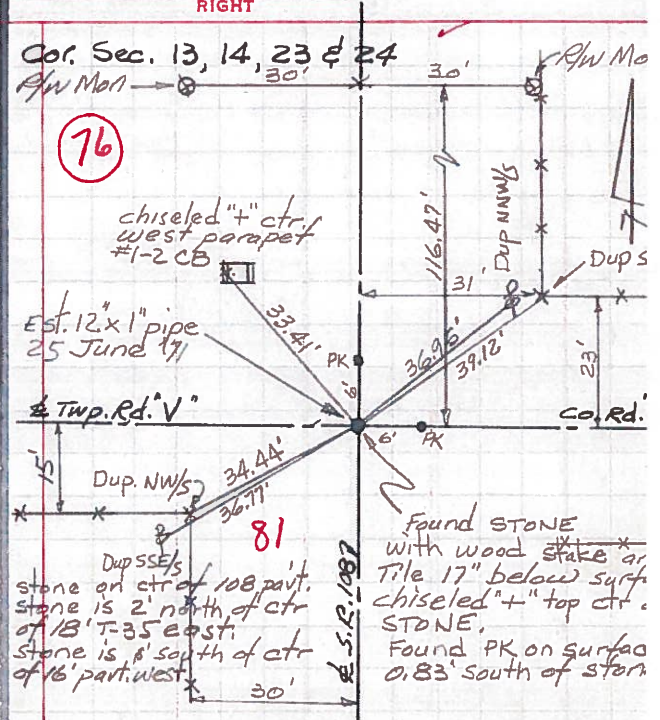 RIGHT
Cor. Sec. 13, 14, 23 & 24
R/W Mon
30'
30'
R/W Mo
76
116.47'
Dup NNW/S
chiseled "+" ctr.
west parapet
#1-2 CB
Dup S
31'
33.41'
Est. 12" x 1" pipe
25 June '71
PK
6'
36.95'
39.12'
23'
℄ Twp. Rd. "V"
Co. Rd.
6'
PK
15'
34.44'
36.77'
Dup. NW/S
81
Dup SSE/S
Found STONE
with wood stake ar
Tile 17" below surf
chiseled "+" top ctr
STONE.
Found PK on surfac
0.83' South of ston
℄ S.R. 108
stone on ctr of 108 pavt.
stone is 2' north of ctr
of 18' T-35 east.
stone is south of ctr
of 16' part. west
30'